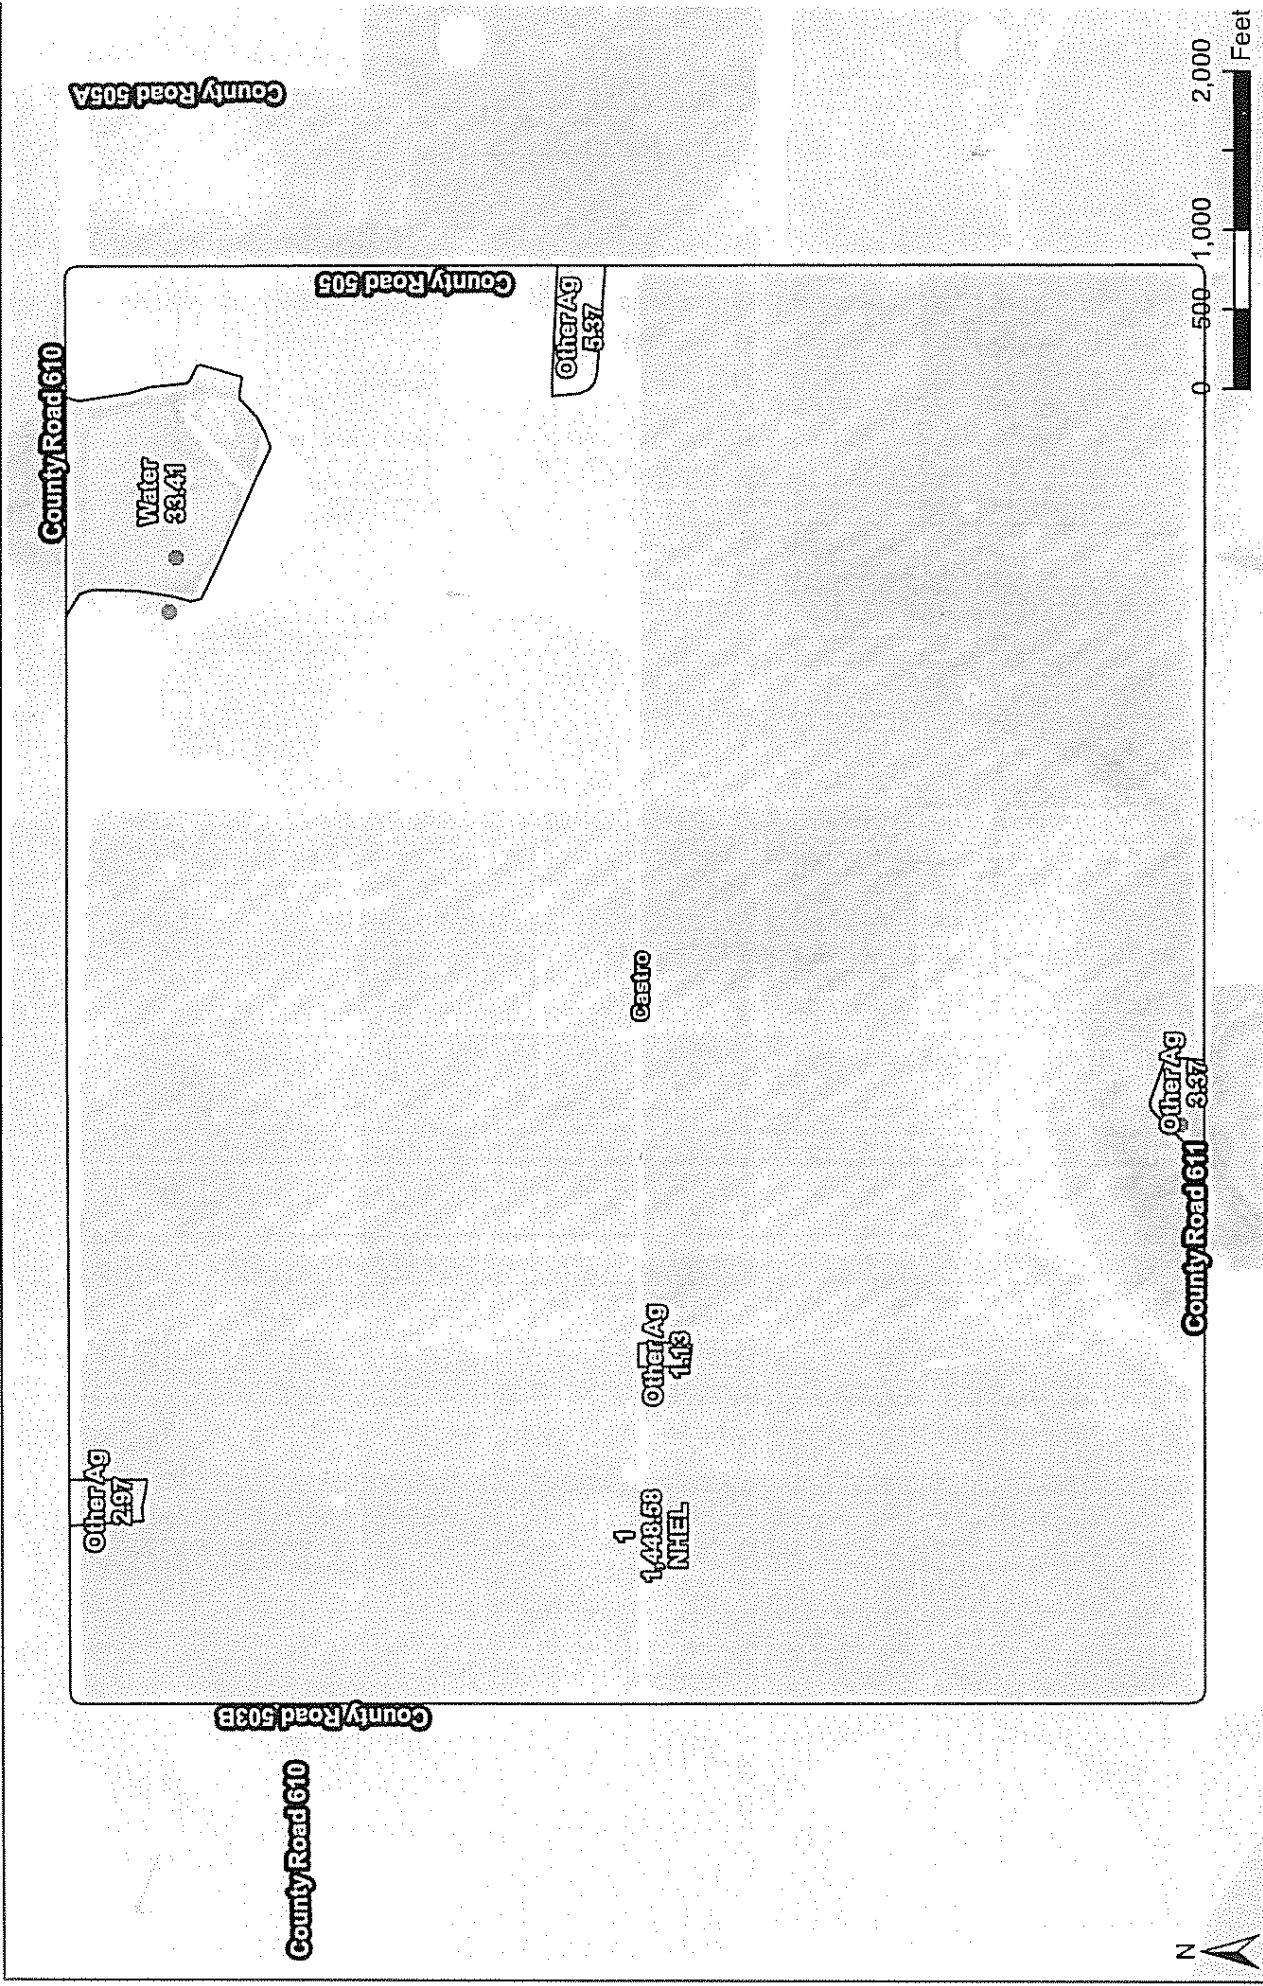 County Road 610
County Road 505A
Water
33.41
County Road 505
Other Ag
5.37
Other Ag
2.97
Castro
Other Ag
1.13
1
1,448.58
NHEL
County Road 503B
County Road 610
Other Ag
3.37
County Road 611
N
0 500 1,000 2,000
Feet